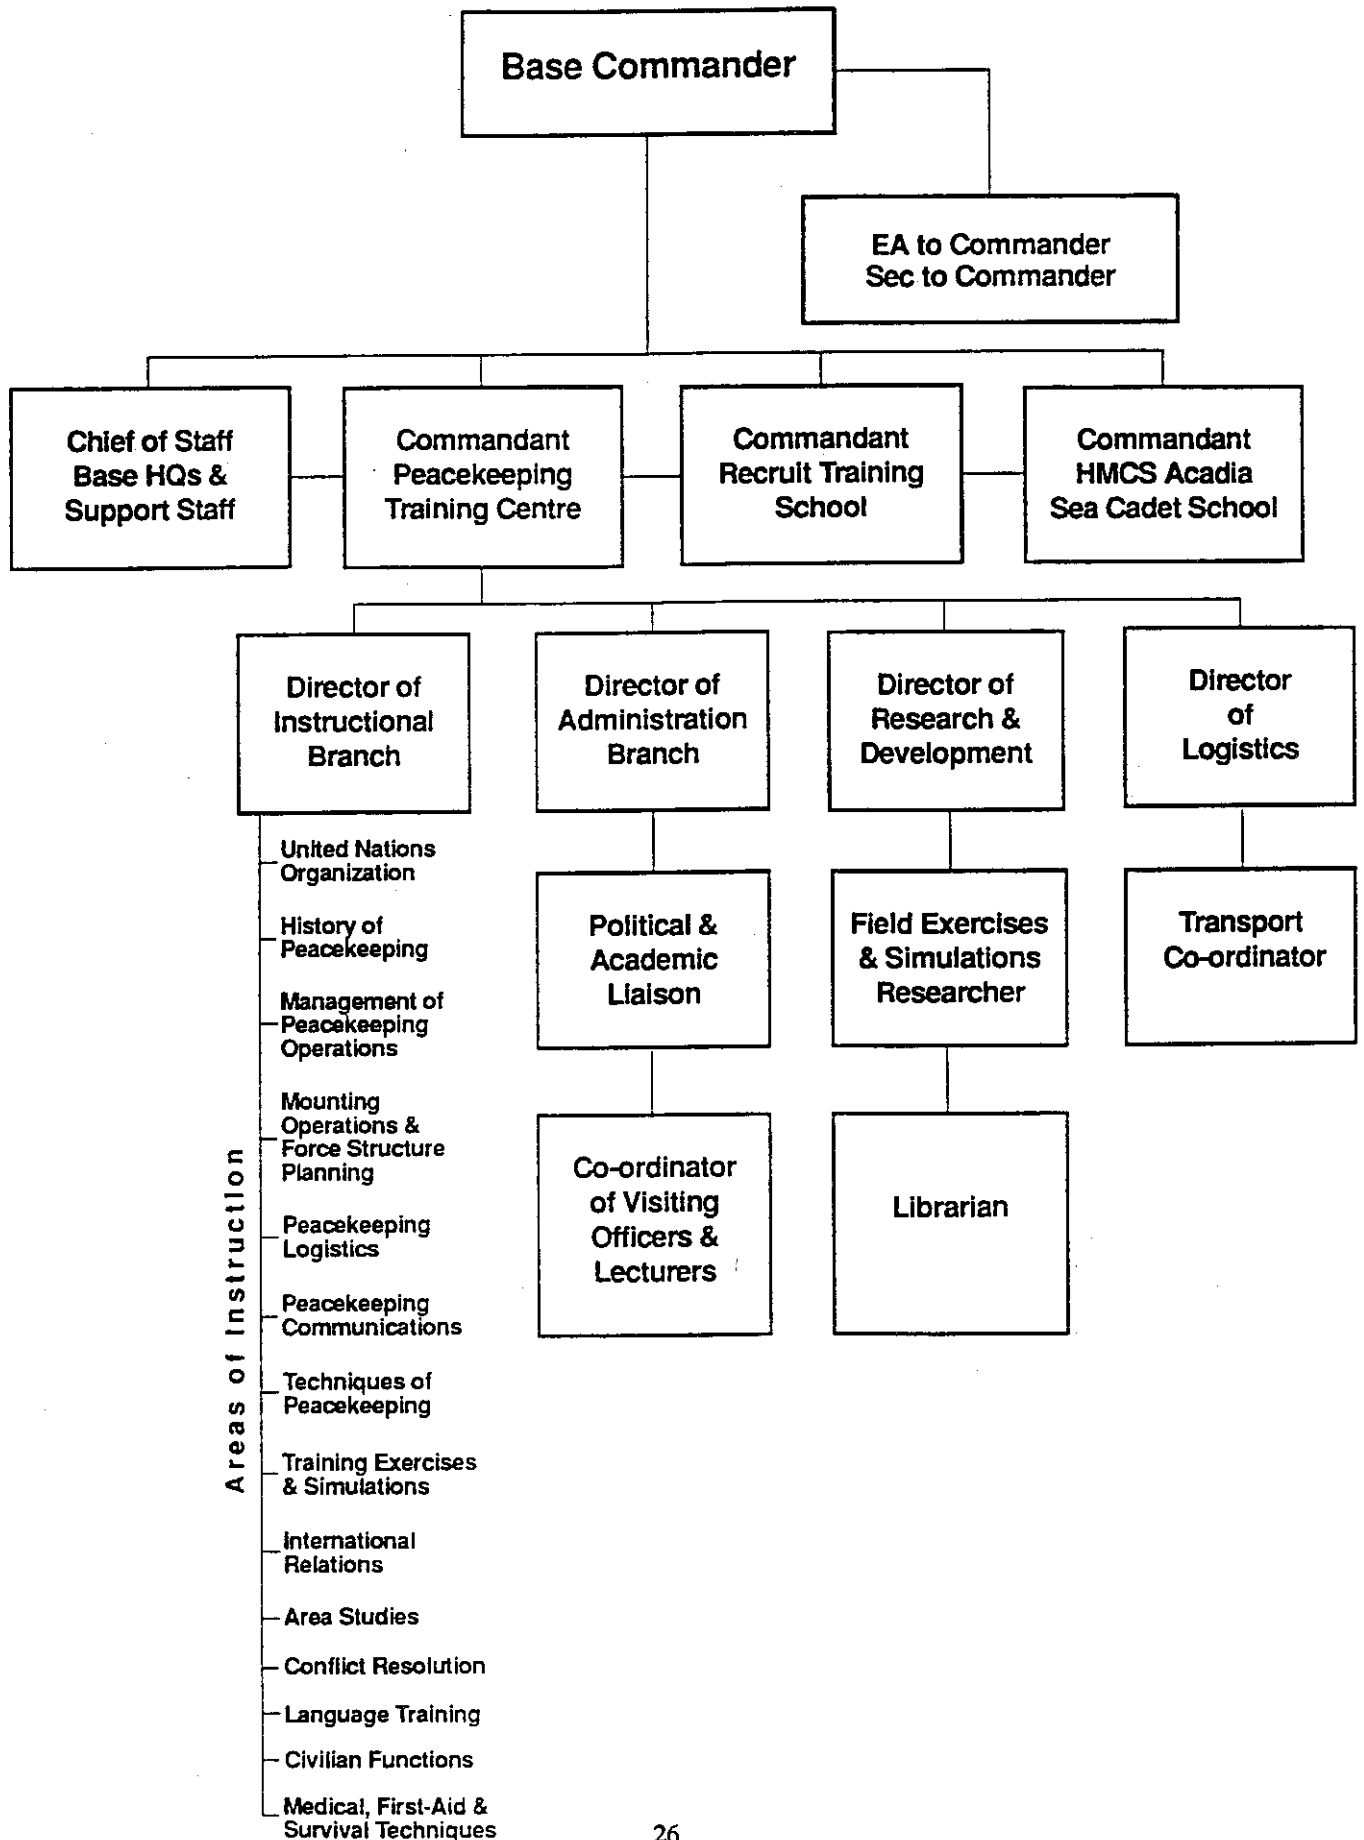 Base Commander
EA to Commander
Sec to Commander
Chief of Staff
Base HQs &
Support Staff
Commandant
Peacekeeping
Training Centre
Commandant
Recruit Training
School
Commandant
HMCS Acadia
Sea Cadet School
Director of
Instructional
Branch
Director of
Administration
Branch
Director of
Research &
Development
Director
of
Logistics
Areas of Instruction
United Nations
Organization
History of
Peacekeeping
Management of
Peacekeeping
Operations
Mounting
Operations &
Force Structure
Planning
Peacekeeping
Logistics
Peacekeeping
Communications
Techniques of
Peacekeeping
Training Exercises
& Simulations
International
Relations
Area Studies
Conflict Resolution
Language Training
Civilian Functions
Medical, First-Aid &
Survival Techniques
Political &
Academic
Liaison
Co-ordinator
of Visiting
Officers &
Lecturers
Field Exercises
& Simulations
Researcher
Librarian
Transport
Co-ordinator
26